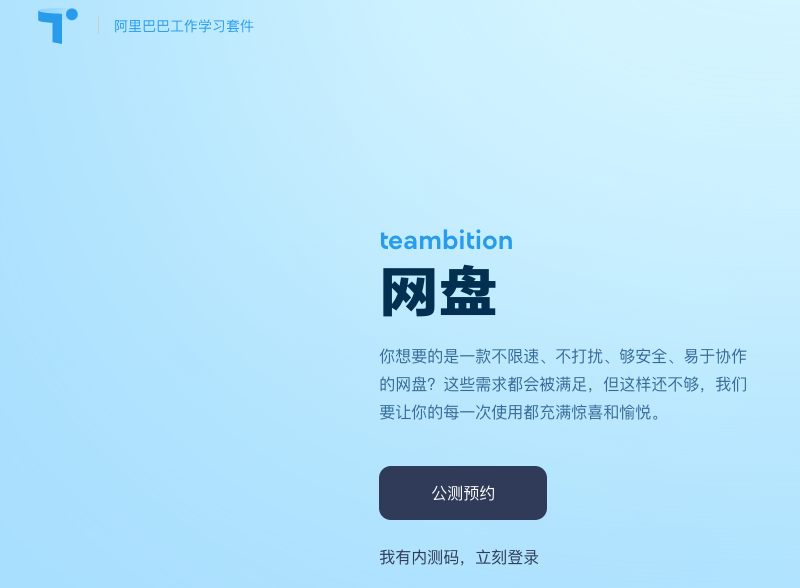 阿里巴巴工作学习套件
teambition
网盘
你想要的是一款不限速、不打扰、够安全、易于协作
的网盘？这些需求都会被满足，但这样还不够，我们
要让你的每一次使用都充满惊喜和愉悦。
公测预约
我有内测码，立刻登录